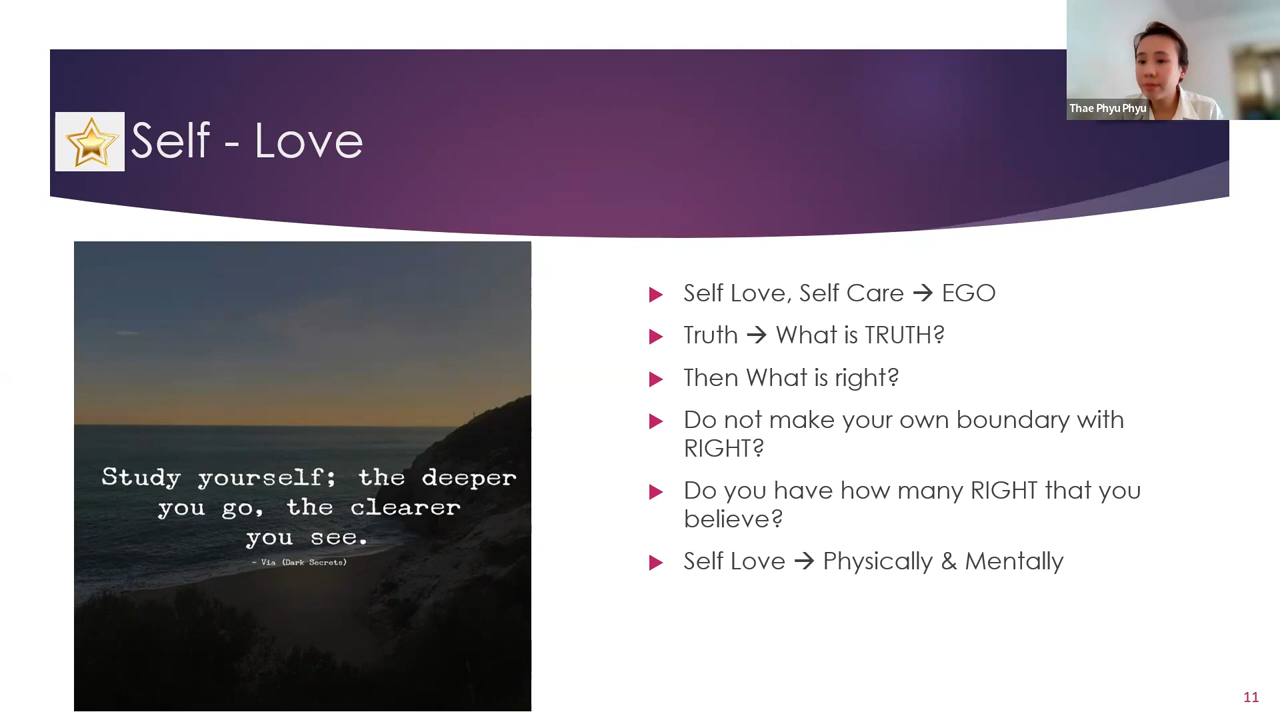 Thae Phyu Phyu
Self - Love
Study yourself; the deeper
you go, the clearer
you see.
- Via (Dark Secrets)
Self Love, Self Care → EGO
Truth → What is TRUTH?
Then What is right?
Do not make your own boundary with
RIGHT?
Do you have how many RIGHT that you
believe?
Self Love → Physically & Mentally
11